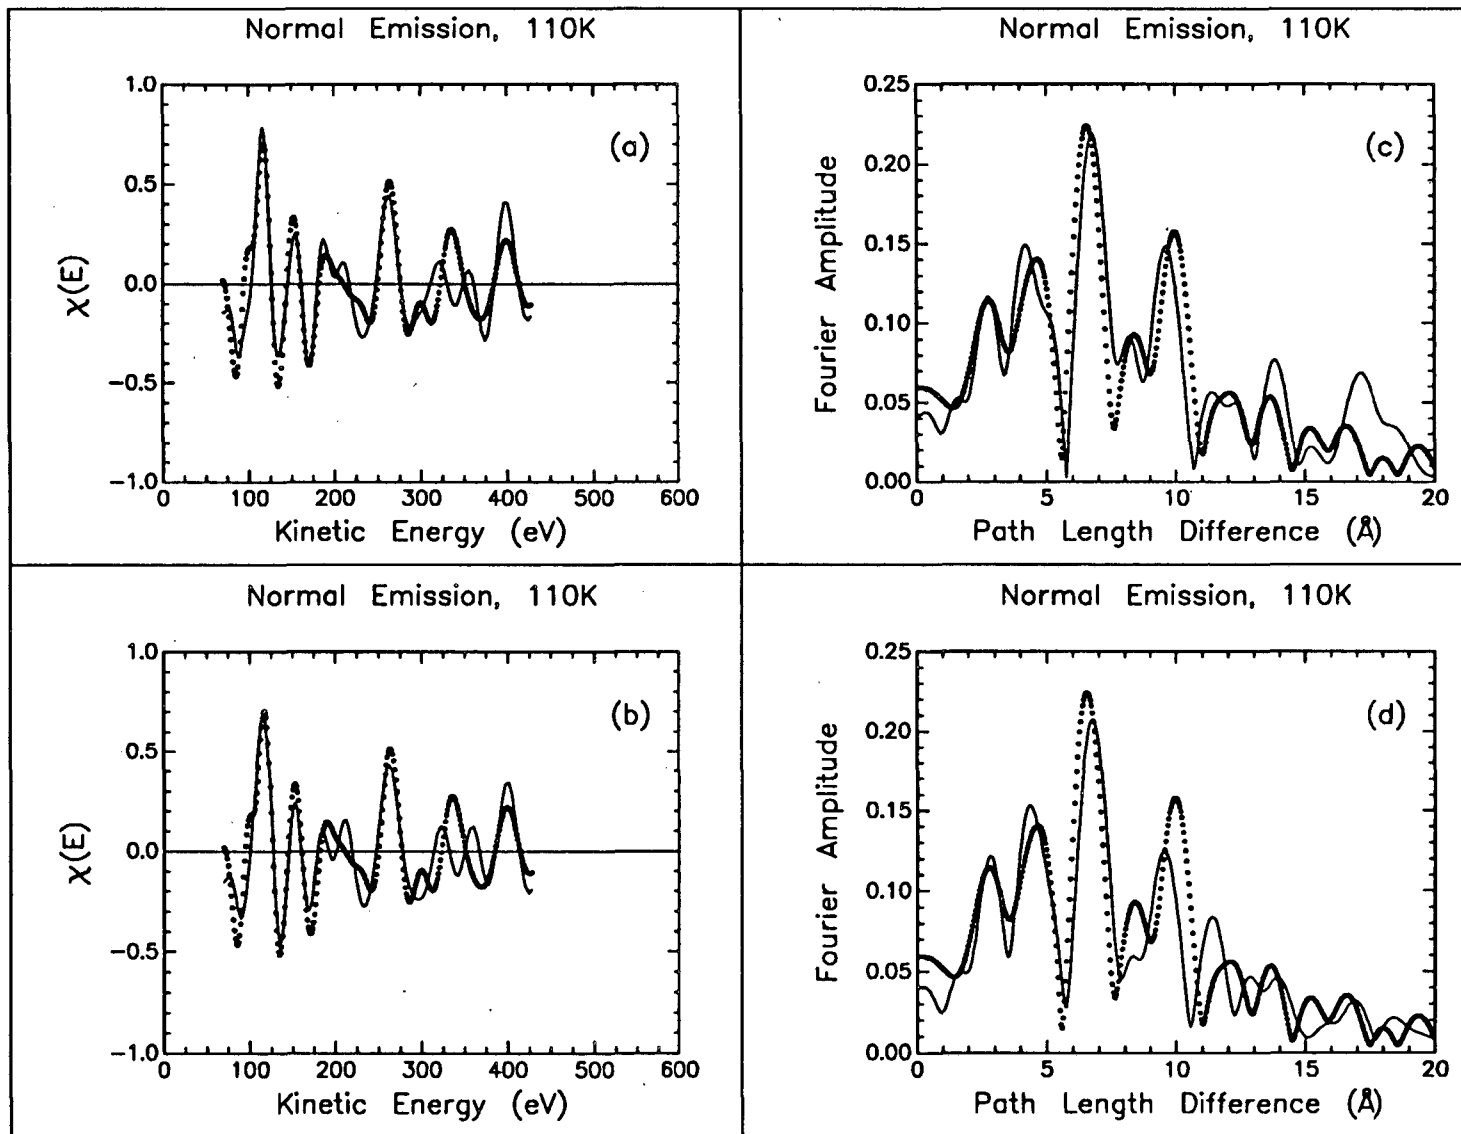 Normal Emission, 110K
(a)
1.0
0.5
0.0
−0.5
−1.0
χ(E)
0 100 200 300 400 500 600
Kinetic Energy (eV)
Normal Emission, 110K
(c)
0.25
0.20
0.15
0.10
0.05
0.00
Fourier Amplitude
0 5 10 15 20
Path Length Difference (Å)
Normal Emission, 110K
(b)
1.0
0.5
0.0
−0.5
−1.0
χ(E)
0 100 200 300 400 500 600
Kinetic Energy (eV)
Normal Emission, 110K
(d)
0.25
0.20
0.15
0.10
0.05
0.00
Fourier Amplitude
0 5 10 15 20
Path Length Difference (Å)